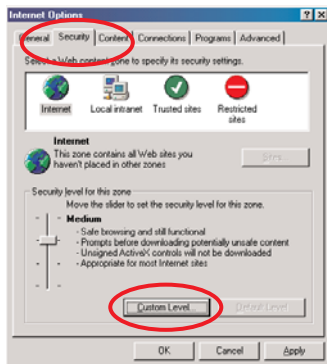 Internet Options
General Security Content Connections Programs Advanced
Select a Web content zone to specify its security settings.
Internet Local intranet Trusted sites Restricted
sites
Internet
This zone contains all Web sites you
haven't placed in other zones
Sites...
Security level for this zone
Move the slider to set the security level for this zone.
Medium
- Safe browsing and still functional
- Prompts before downloading potentially unsafe content
- Unsigned ActiveX controls will not be downloaded
- Appropriate for most Internet sites
Custom Level... Default Level
OK Cancel Apply